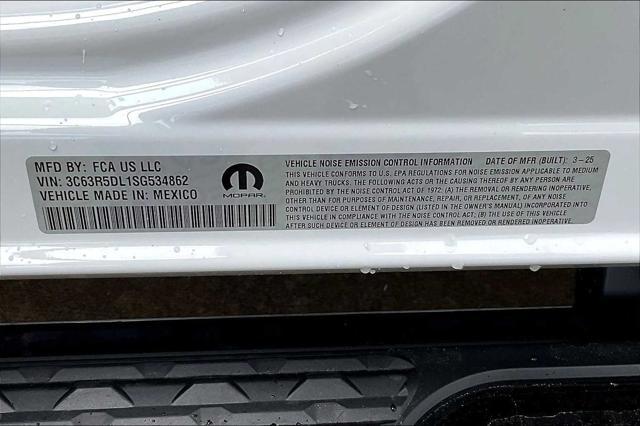 MFD BY: FCA US LLC
VIN: 3C63R5DL1SG534862
VEHICLE MADE IN: MEXICO
MOPAR
VEHICLE NOISE EMISSION CONTROL INFORMATION DATE OF MFR (BUILT): 3-25
THIS VEHICLE CONFORMS TO U.S. EPA REGULATIONS FOR NOISE EMISSION APPLICABLE TO MEDIUM
AND HEAVY TRUCKS. THE FOLLOWING ACTS OR CAUSING THEREOF BY ANY PERSON ARE
PROHIBITED BY THE NOISE CONTROL ACT OF 1972: (A) THE REMOVAL OR RENDERING INOPERATIVE,
OTHER THAN FOR PURPOSES OF MAINTENANCE, REPAIR, OR REPLACEMENT, OF ANY NOISE
CONTROL DEVICE OR ELEMENT OF DESIGN (LISTED IN THE OWNER'S MANUAL) INCORPORATED INTO
THIS VEHICLE IN COMPLIANCE WITH THE NOISE CONTROL ACT; (B) THE USE OF THIS VEHICLE
AFTER SUCH DEVICE OR ELEMENT OF DESIGN HAS BEEN REMOVED OR RENDERED INOPERATIVE.